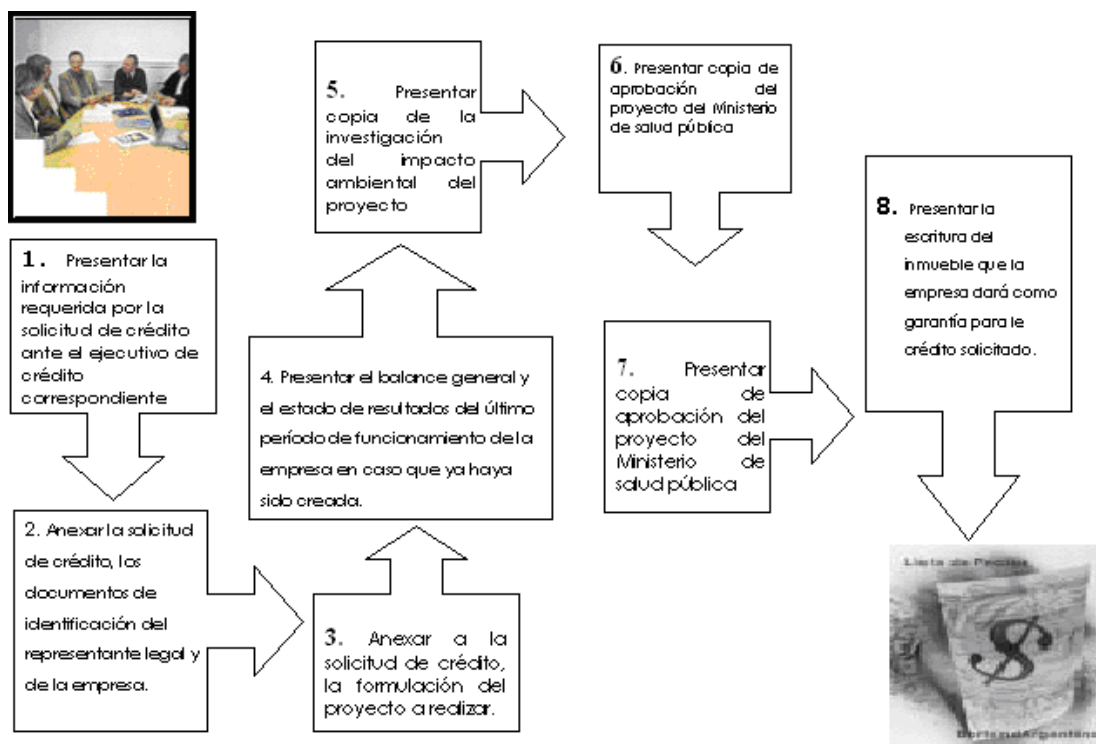 1. Presentar la
información
requerida por la
solicitud de crédito
ante el ejecutivo de
crédito
correspondiente
2. Anexar la solicitud
de crédito, los
documentos de
identificación del
representante legal y
de la empresa.
3. Anexar a la
solicitud de crédito,
la formulación del
proyecto a realizar.
4. Presentar el balance general y
el estado de resultados del último
período de funcionamiento de la
empresa en caso que ya haya
sido creada.
5. Presentar
copia de la
investigación
del impacto
ambiental del
proyecto
6. Presentar copia de
aprobación del
proyecto del Ministerio
de salud pública
7. Presentar
copia de
aprobación del
proyecto del
Ministerio de
salud pública
8. Presentar la
escritura del
inmueble que la
empresa dará como
garantía para le
crédito solicitado.
Lista de
$